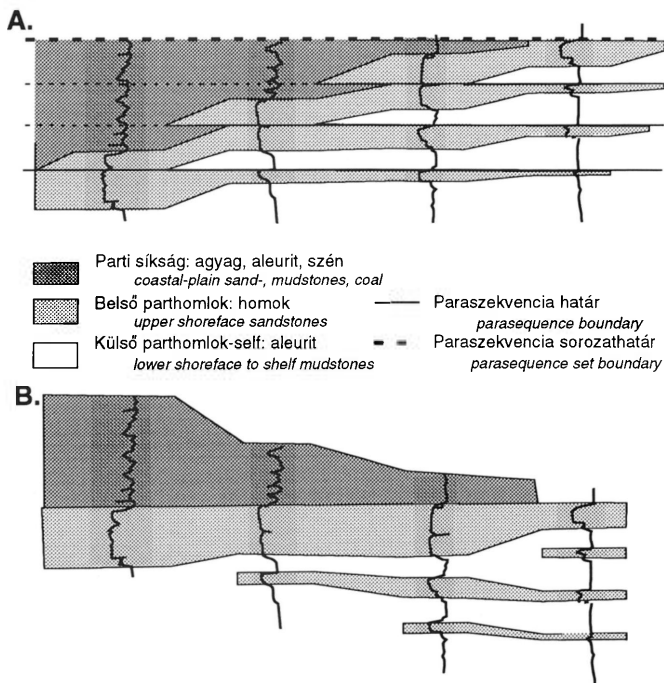 A.
Parti síkság: agyag, aleurit, szén
coastal-plain sand-, mudstones, coal
Belső parthomlok: homok
upper shoreface sandstones
Külső parthomlok-self: aleurit
lower shoreface to shelf mudstones
Paraszekvencia határ
parasequence boundary
Paraszekvencia sorozathatár
parasequence set boundary
B.